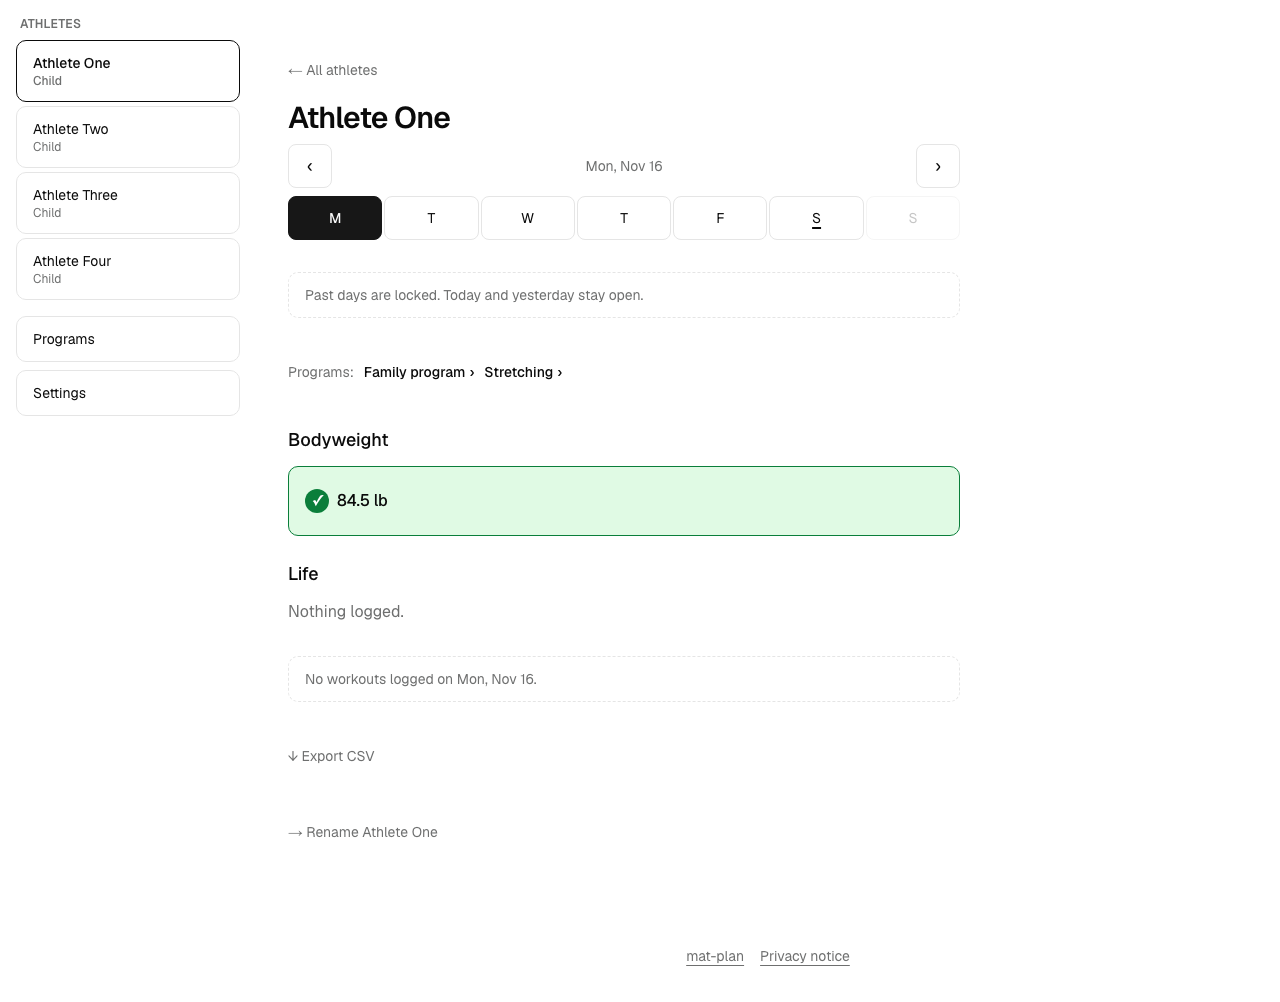 ATHLETES
Athlete One
Child
Athlete Two
Child
Athlete Three
Child
Athlete Four
Child
Programs
Settings
← All athletes
Athlete One
‹ Mon, Nov 16 ›
M T W T F S S
Past days are locked. Today and yesterday stay open.
Programs: Family program › Stretching ›
Bodyweight
✓ 84.5 lb
Life
Nothing logged.
No workouts logged on Mon, Nov 16.
↓ Export CSV
→ Rename Athlete One
mat-plan Privacy notice